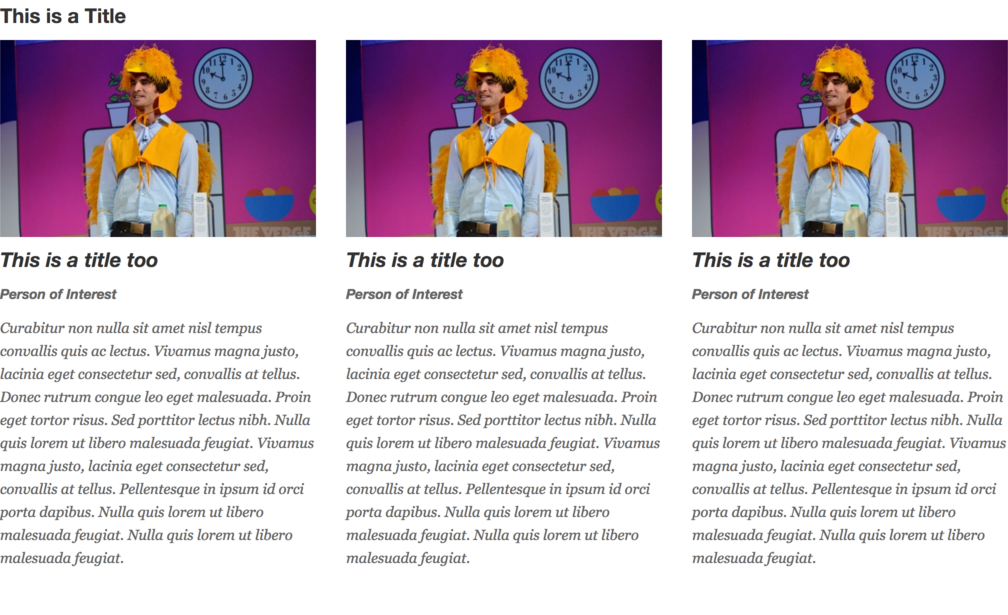 This is a Title
THE VERGE
THE VERGE
THE VERGE
This is a title too
Person of Interest
Curabitur non nulla sit amet nisl tempus
convallis quis ac lectus. Vivamus magna justo,
lacinia eget consectetur sed, convallis at tellus.
Donec rutrum congue leo eget malesuada. Proin
eget tortor risus. Sed porttitor lectus nibh. Nulla
quis lorem ut libero malesuada feugiat. Vivamus
magna justo, lacinia eget consectetur sed,
convallis at tellus. Pellentesque in ipsum id orci
porta dapibus. Nulla quis lorem ut libero
malesuada feugiat. Nulla quis lorem ut libero
malesuada feugiat.
This is a title too
Person of Interest
Curabitur non nulla sit amet nisl tempus
convallis quis ac lectus. Vivamus magna justo,
lacinia eget consectetur sed, convallis at tellus.
Donec rutrum congue leo eget malesuada. Proin
eget tortor risus. Sed porttitor lectus nibh. Nulla
quis lorem ut libero malesuada feugiat. Vivamus
magna justo, lacinia eget consectetur sed,
convallis at tellus. Pellentesque in ipsum id orci
porta dapibus. Nulla quis lorem ut libero
malesuada feugiat. Nulla quis lorem ut libero
malesuada feugiat.
This is a title too
Person of Interest
Curabitur non nulla sit amet nisl tempus
convallis quis ac lectus. Vivamus magna justo,
lacinia eget consectetur sed, convallis at tellus.
Donec rutrum congue leo eget malesuada. Proin
eget tortor risus. Sed porttitor lectus nibh. Nulla
quis lorem ut libero malesuada feugiat. Vivamus
magna justo, lacinia eget consectetur sed,
convallis at tellus. Pellentesque in ipsum id orci
porta dapibus. Nulla quis lorem ut libero
malesuada feugiat. Nulla quis lorem ut libero
malesuada feugiat.